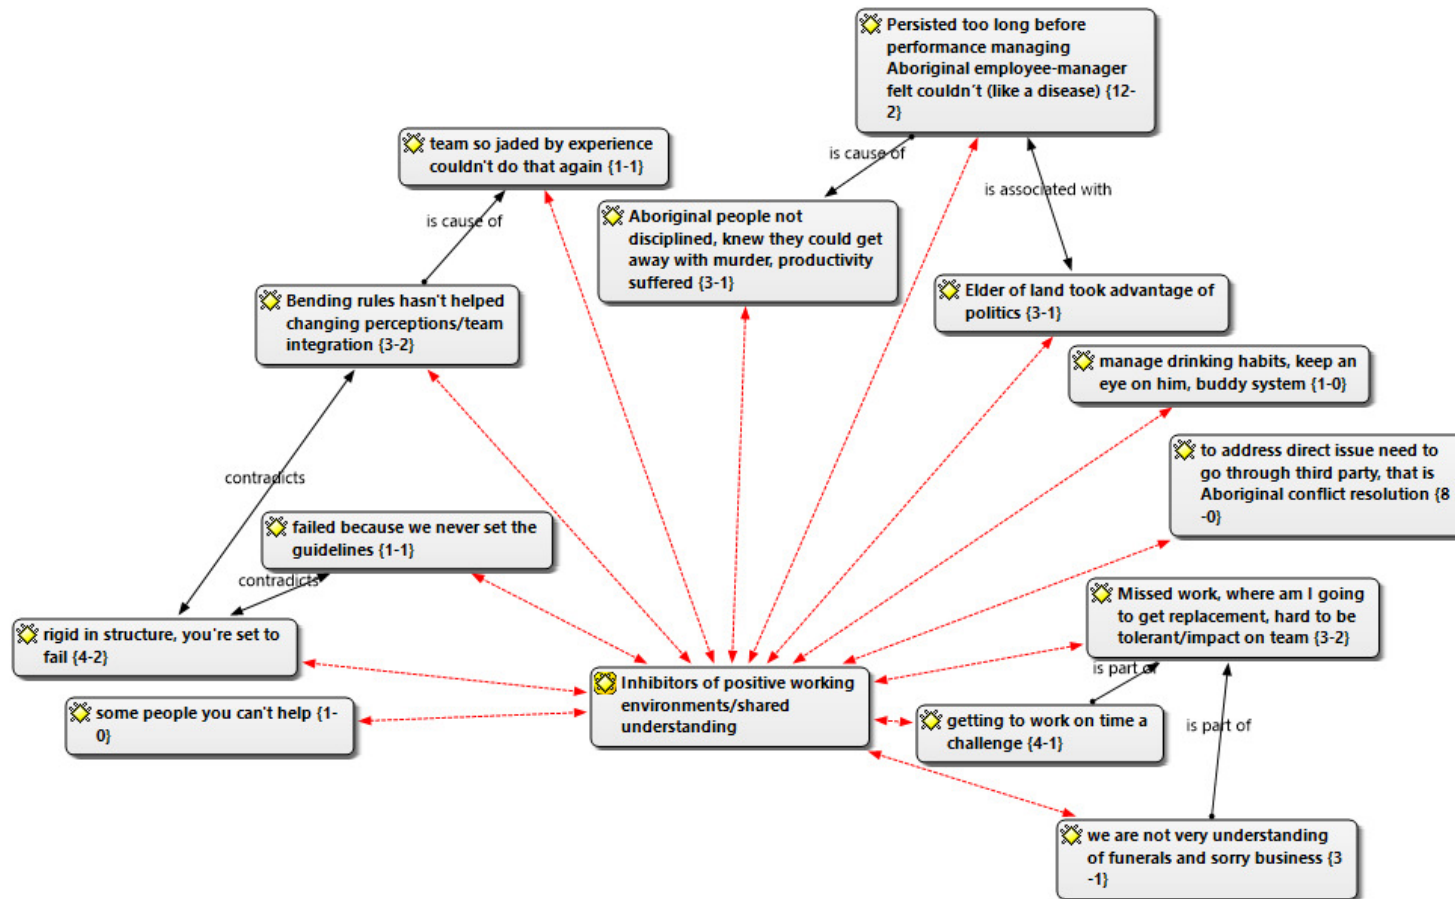 Persisted too long before
performance managing
Aboriginal employee-manager
felt couldn't (like a disease) {12-
2}
team so jaded by experience
couldn't do that again {1-1}
is cause of
is associated with
Aboriginal people not
disciplined, knew they could get
away with murder, productivity
suffered {3-1}
is cause of
Elder of land took advantage of
politics {3-1}
Bending rules hasn't helped
changing perceptions/team
integration {3-2}
manage drinking habits, keep an
eye on him, buddy system {1-0}
to address direct issue need to
go through third party, that is
Aboriginal conflict resolution {8
-0}
contradicts
failed because we never set the
guidelines {1-1}
contradicts
Missed work, where am I going
to get replacement, hard to be
tolerant/impact on team {3-2}
rigid in structure, you're set to
fail {4-2}
is part of
Inhibitors of positive working
environments/shared
understanding
some people you can't help {1-
0}
getting to work on time a
challenge {4-1}
is part of
we are not very understanding
of funerals and sorry business {3
-1}